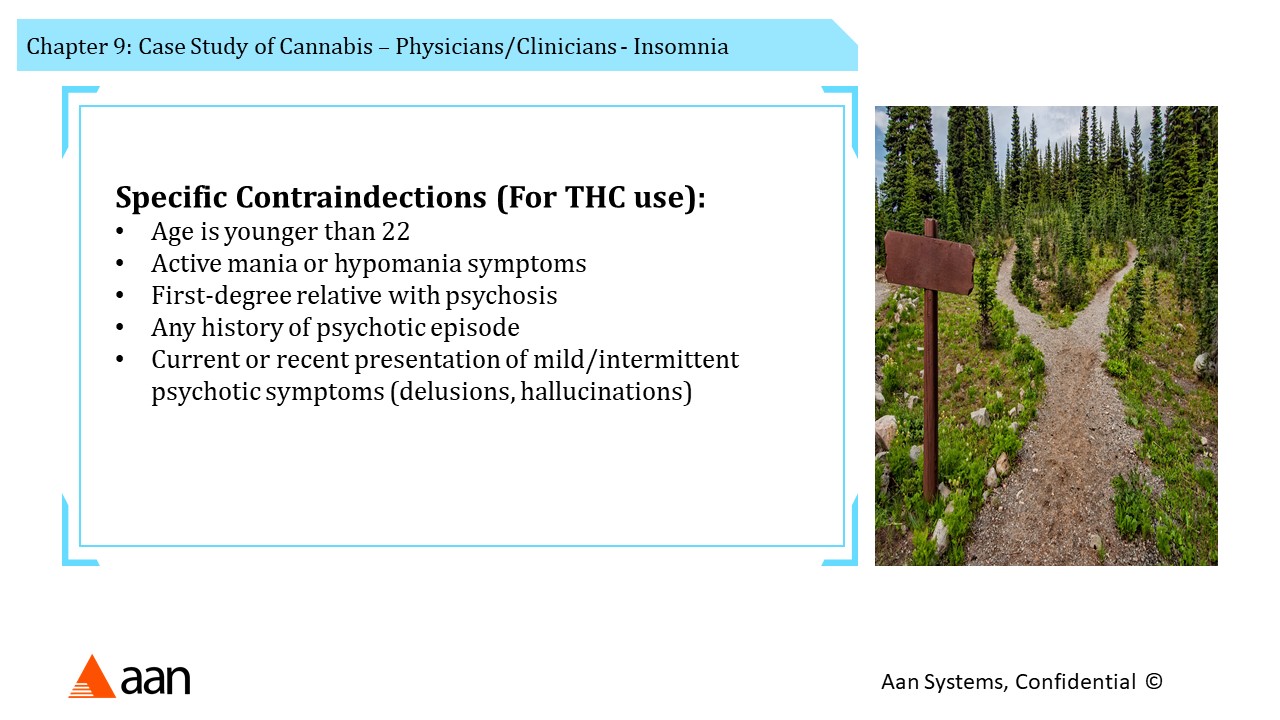 Chapter 9: Case Study of Cannabis – Physicians/Clinicians - Insomnia
Specific Contraindections (For THC use):
• Age is younger than 22
• Active mania or hypomania symptoms
• First-degree relative with psychosis
• Any history of psychotic episode
• Current or recent presentation of mild/intermittent
psychotic symptoms (delusions, hallucinations)
aan
Aan Systems, Confidential ©